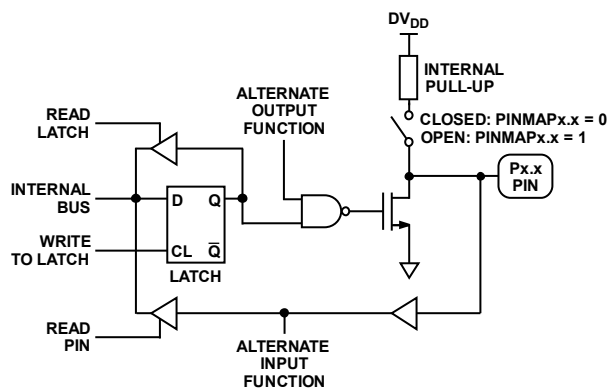 DVDD
INTERNAL
PULL-UP
CLOSED: PINMAPx.x = 0
OPEN: PINMAPx.x = 1
READ
LATCH
ALTERNATE
OUTPUT
FUNCTION
Px.x
PIN
INTERNAL
BUS
D
Q
WRITE
TO LATCH
CL
Q̅
LATCH
READ
PIN
ALTERNATE
INPUT
FUNCTION